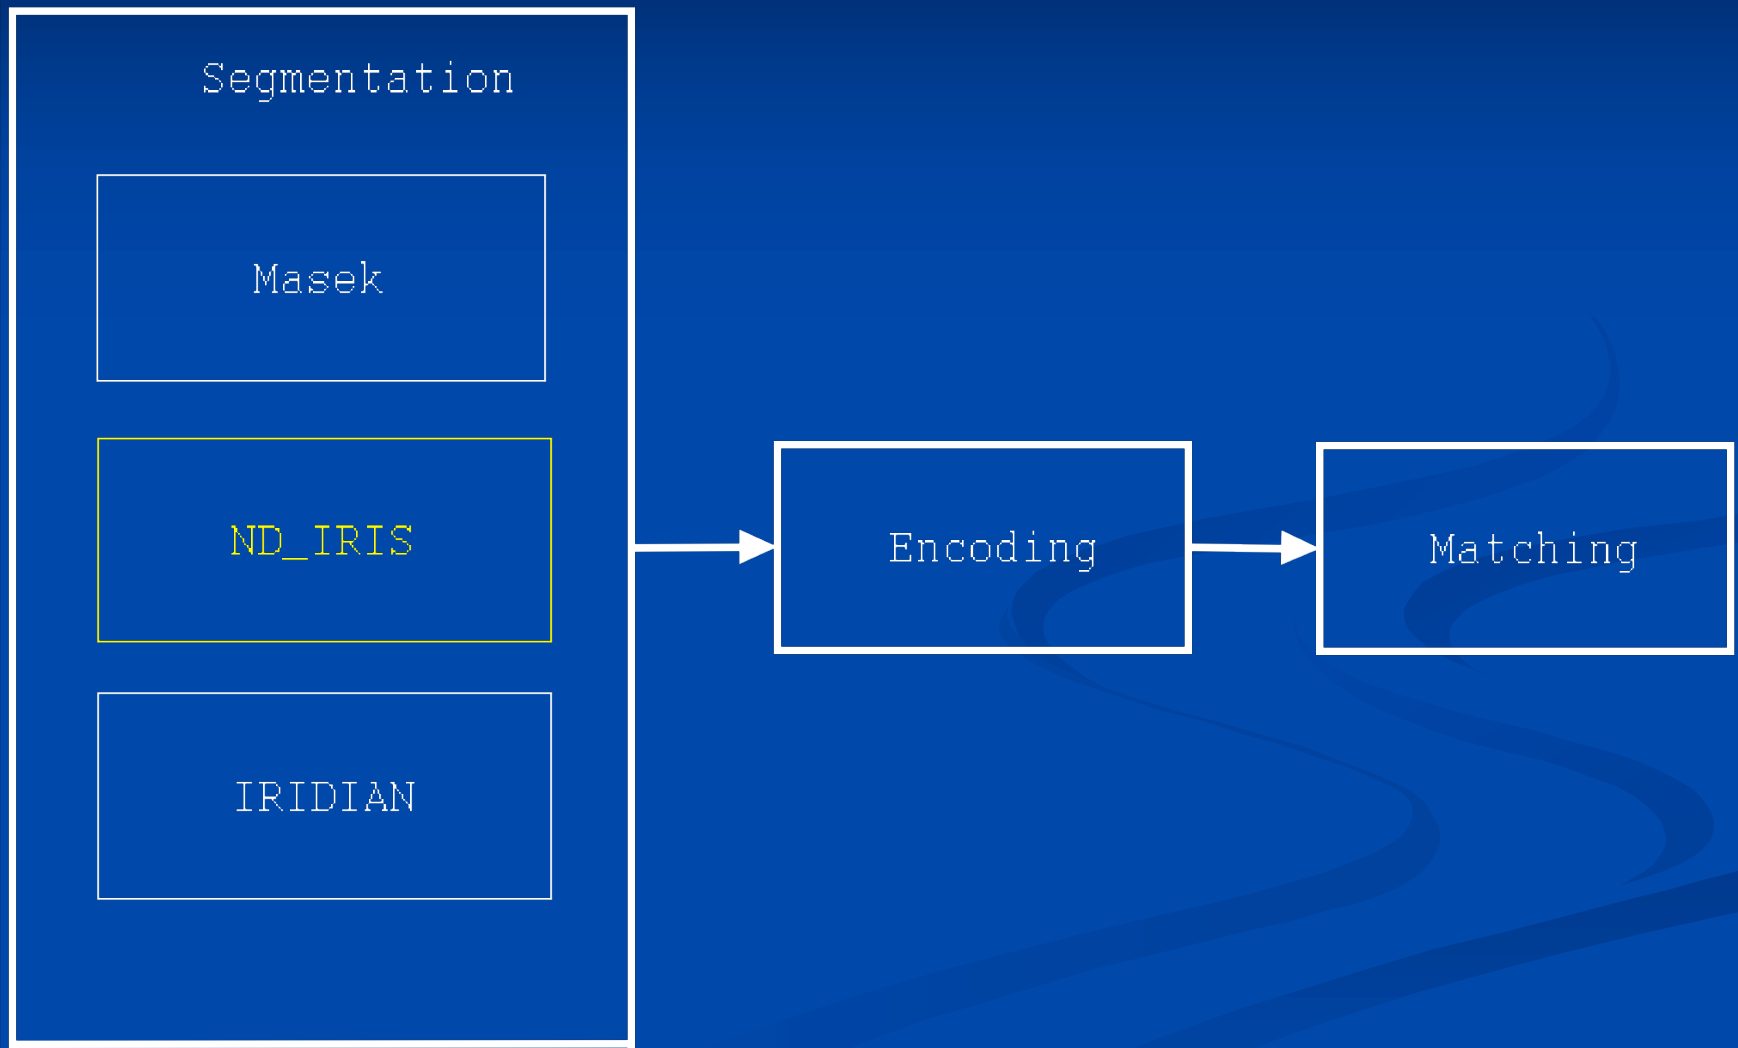 Segmentation
Masek
ND_IRIS
IRIDIAN
Encoding
Matching